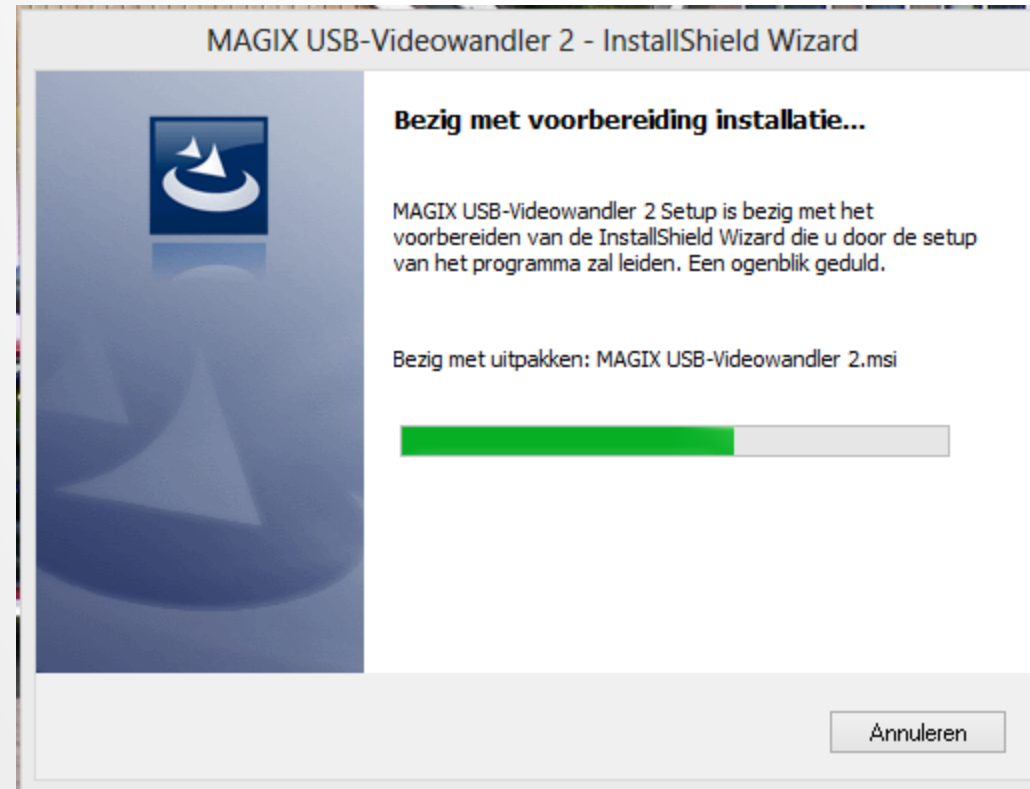 MAGIX USB-Videowandler 2 - InstallShield Wizard
Bezig met voorbereiding installatie...
MAGIX USB-Videowandler 2 Setup is bezig met het
voorbereiden van de InstallShield Wizard die u door de setup
van het programma zal leiden. Een ogenblik geduld.
Bezig met uitpakken: MAGIX USB-Videowandler 2.msi
Annuleren